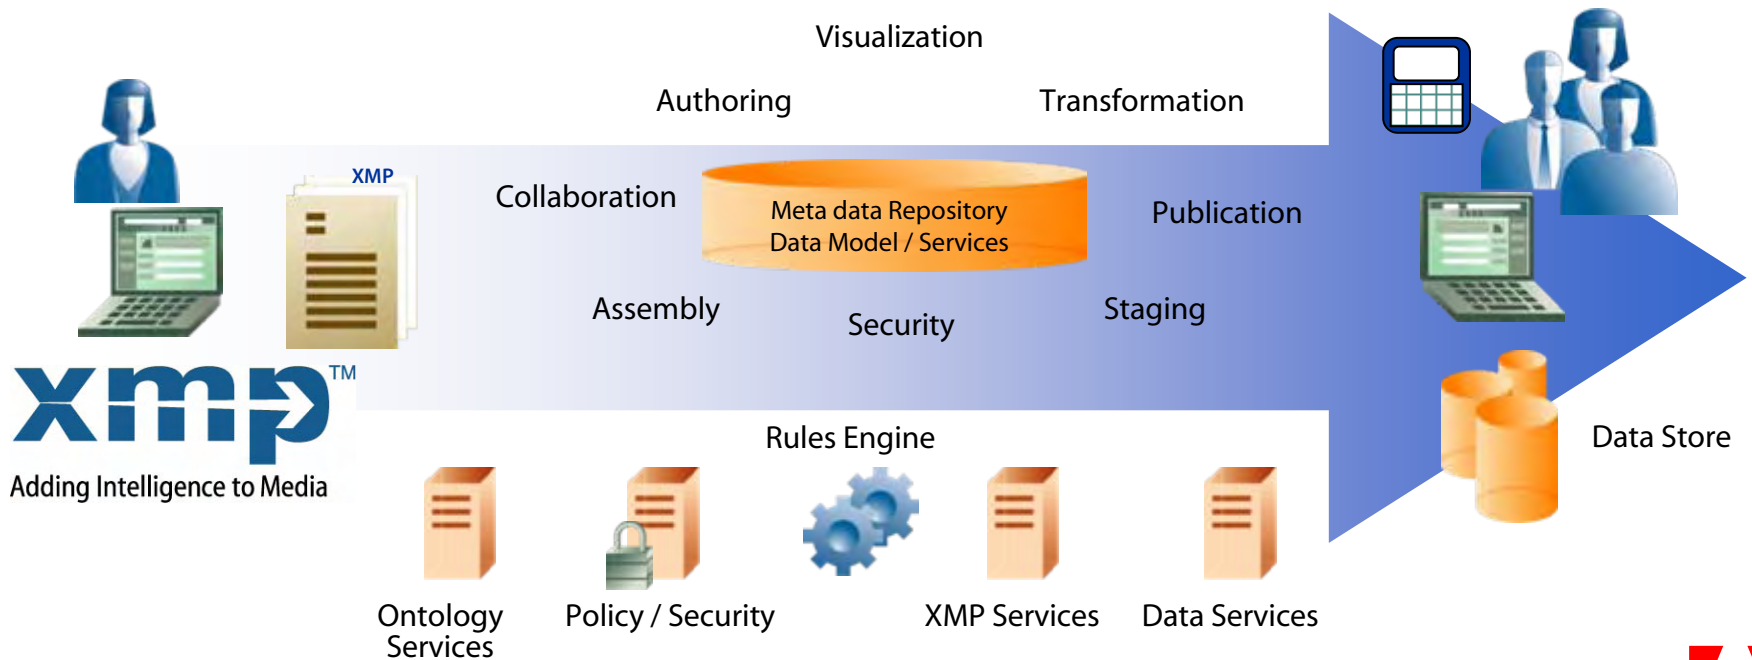 Visualization
Authoring
Transformation
XMP
Collaboration
Meta data Repository
Data Model / Services
Publication
Assembly
Security
Staging
xmp™
Adding Intelligence to Media
Rules Engine
Data Store
Ontology
Services
Policy / Security
XMP Services
Data Services